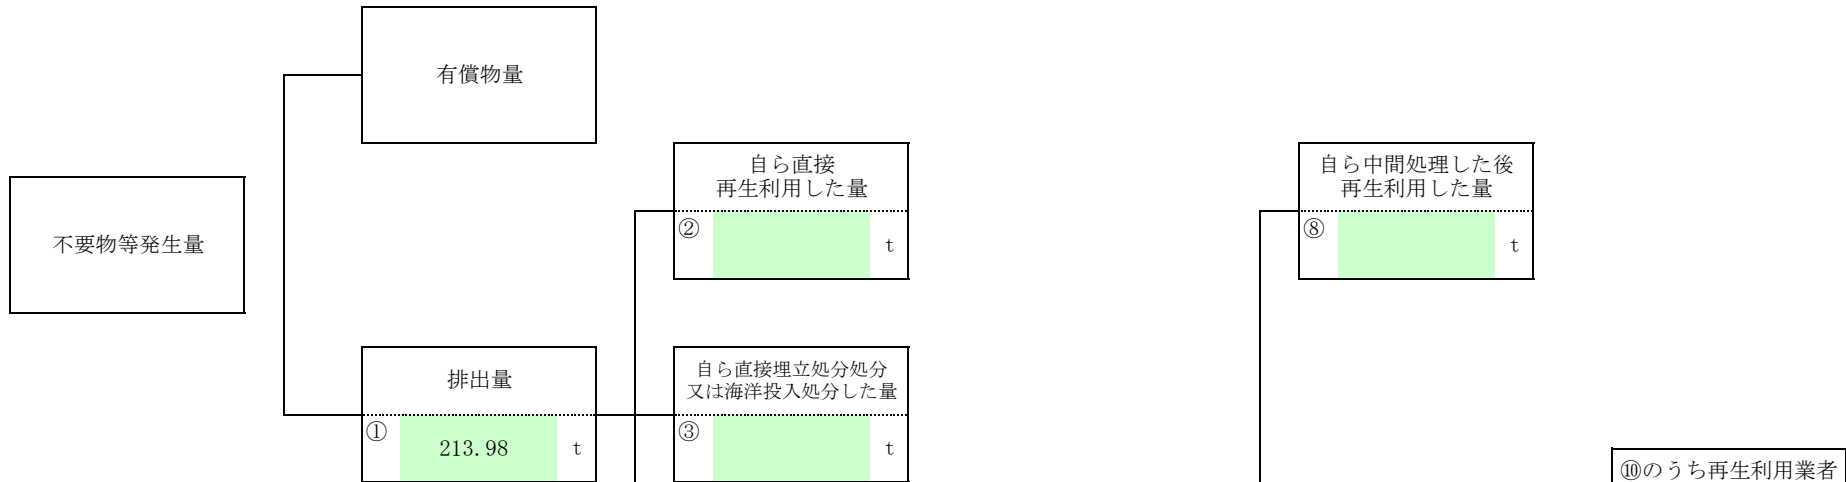 有償物量
自ら直接
再生利用した量
②
t
自ら中間処理した後
再生利用した量
⑧
t
不要物等発生量
排出量
①
213.98
t
自ら直接埋立処分処分
又は海洋投入処分した量
③
t
⑩のうち再生利用業者